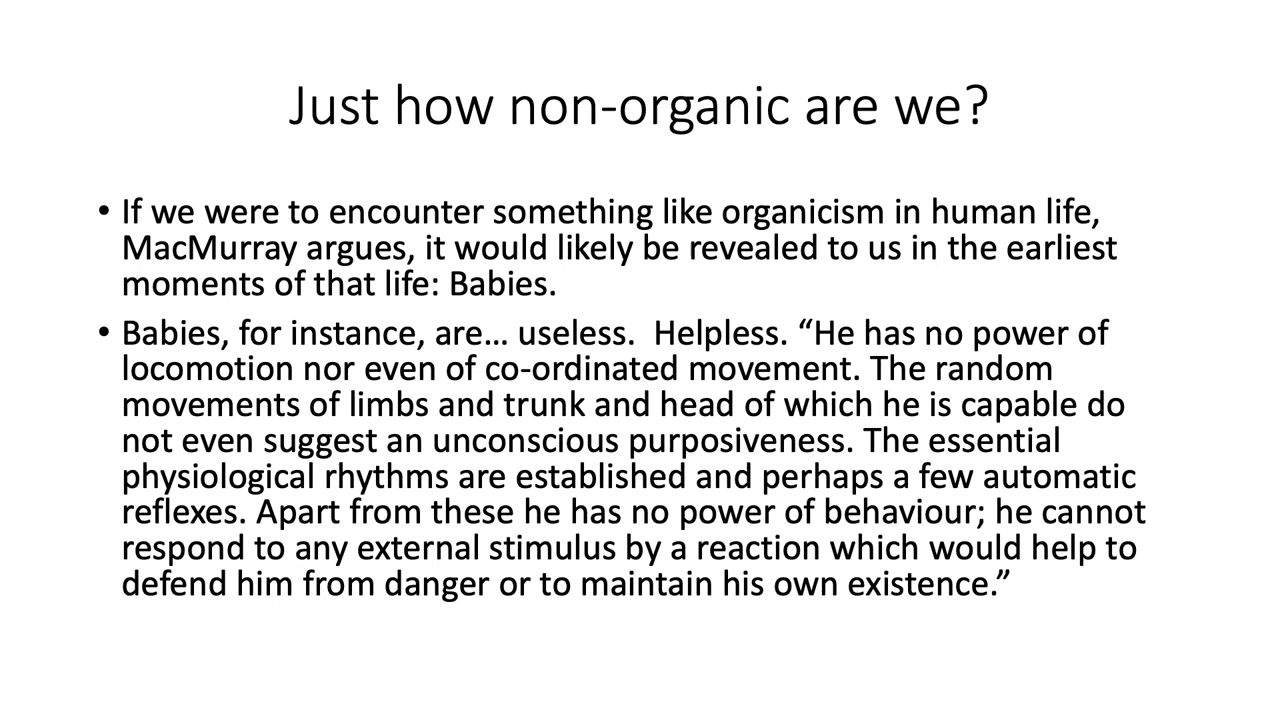 Just how non-organic are we?
• If we were to encounter something like organicism in human life,
MacMurray argues, it would likely be revealed to us in the earliest
moments of that life: Babies.
• Babies, for instance, are… useless.  Helpless. “He has no power of
locomotion nor even of co-ordinated movement. The random
movements of limbs and trunk and head of which he is capable do
not even suggest an unconscious purposiveness. The essential
physiological rhythms are established and perhaps a few automatic
reflexes. Apart from these he has no power of behaviour; he cannot
respond to any external stimulus by a reaction which would help to
defend him from danger or to maintain his own existence.”